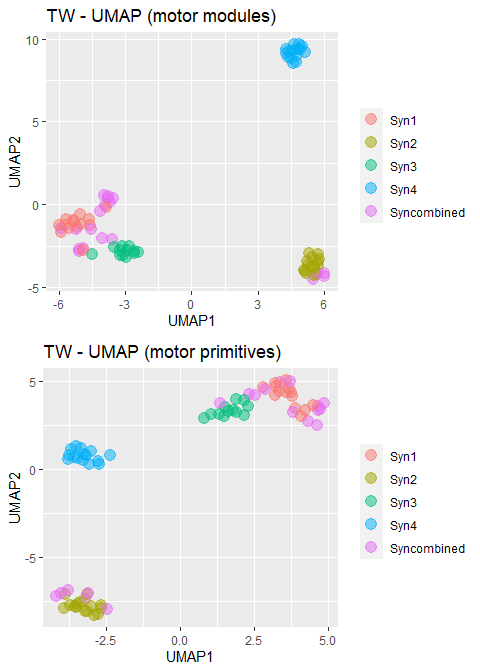 TW - UMAP (motor modules)
10
5
0
-5
UMAP2
-6 -3 0 3 6
UMAP1
Syn1
Syn2
Syn3
Syn4
Syncombined
TW - UMAP (motor primitives)
5
0
-5
UMAP2
-2.5 0.0 2.5 5.0
UMAP1
Syn1
Syn2
Syn3
Syn4
Syncombined